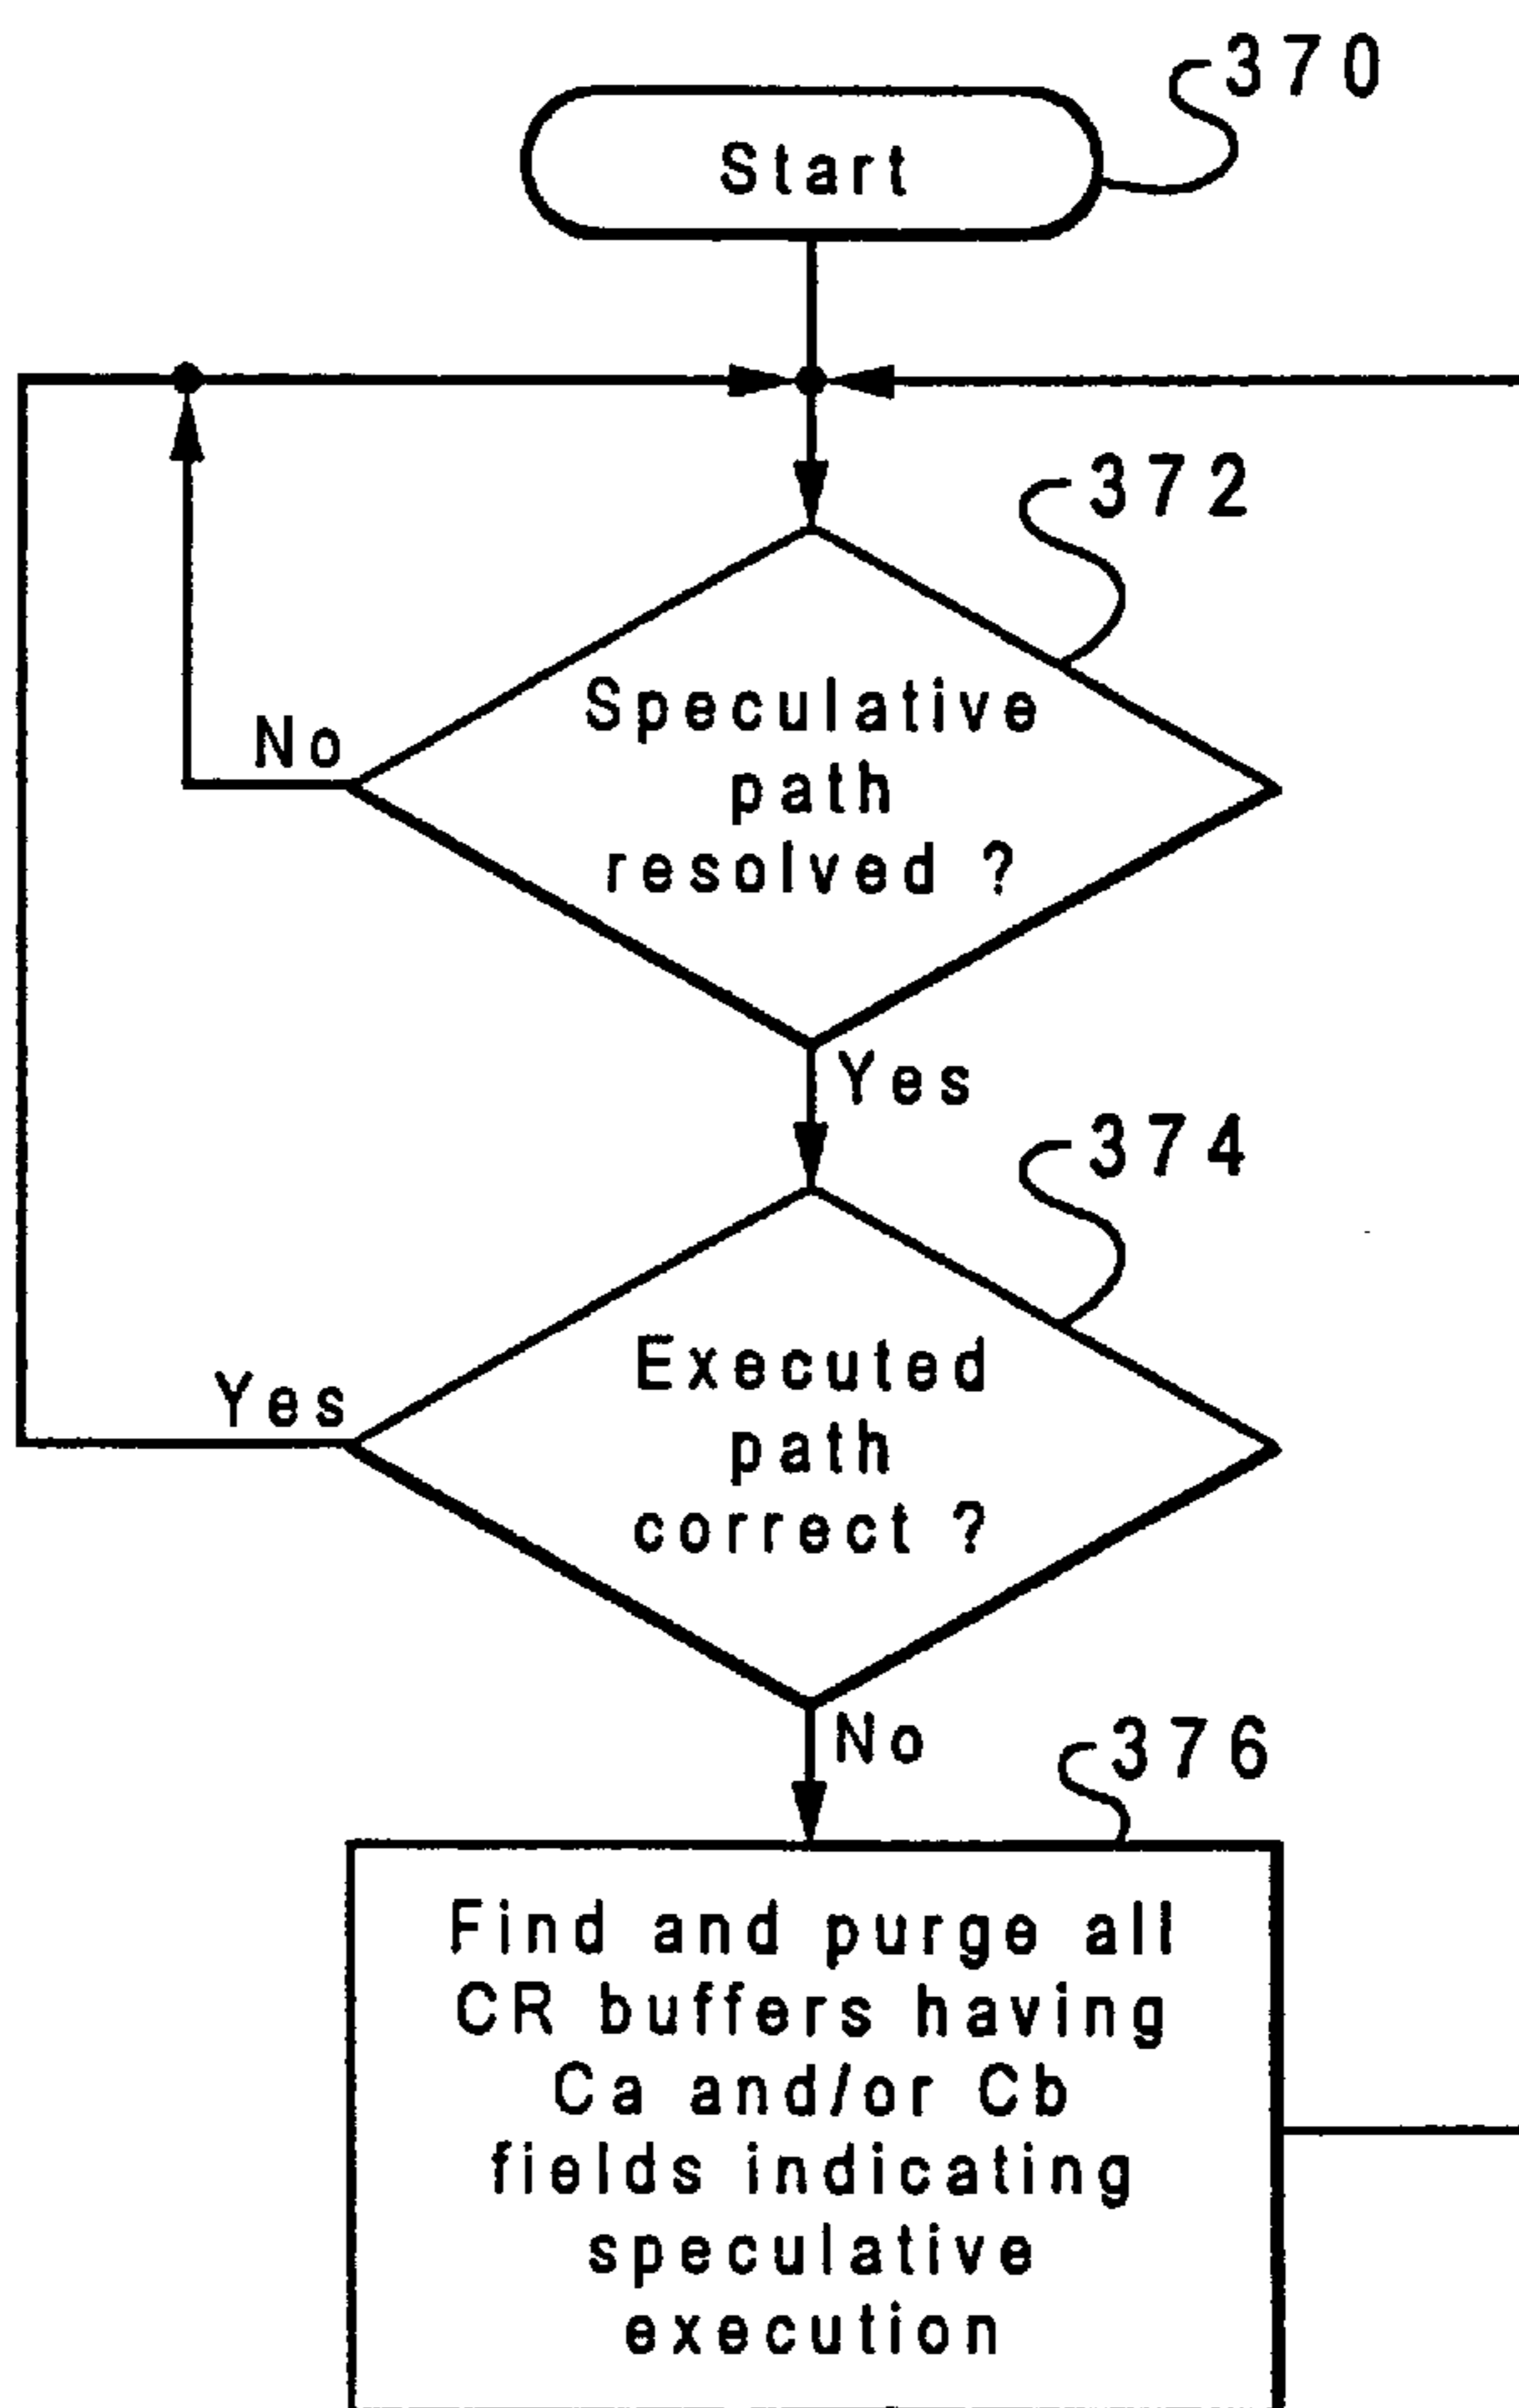 370
Start
372
Speculative
path
resolved ?
No
Yes
374
Executed
path
correct ?
Yes
No
376
Find and purge all
CR buffers having
Ca and/or Cb
fields indicating
speculative
execution